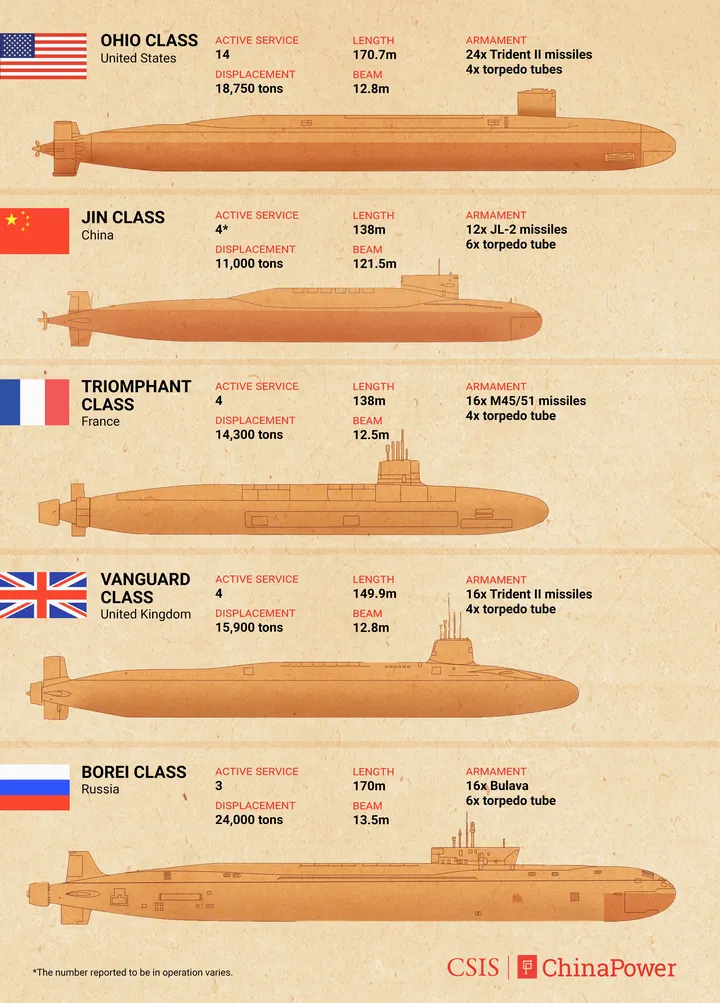 OHIO CLASS
United States
ACTIVE SERVICE
14
DISPLACEMENT
18,750 tons
LENGTH
170.7m
BEAM
12.8m
ARMAMENT
24x Trident II missiles
4x torpedo tubes
JIN CLASS
China
ACTIVE SERVICE
4*
DISPLACEMENT
11,000 tons
LENGTH
138m
BEAM
121.5m
ARMAMENT
12x JL-2 missiles
6x torpedo tube
TRIOMPHANT
CLASS
France
ACTIVE SERVICE
4
DISPLACEMENT
14,300 tons
LENGTH
138m
BEAM
12.5m
ARMAMENT
16x M45/51 missiles
4x torpedo tube
VANGUARD
CLASS
United Kingdom
ACTIVE SERVICE
4
DISPLACEMENT
15,900 tons
LENGTH
149.9m
BEAM
12.8m
ARMAMENT
16x Trident II missiles
4x torpedo tube
BOREI CLASS
Russia
ACTIVE SERVICE
3
DISPLACEMENT
24,000 tons
LENGTH
170m
BEAM
13.5m
ARMAMENT
16x Bulava
6x torpedo tube
*The number reported to be in operation varies.
CSIS | ChinaPower